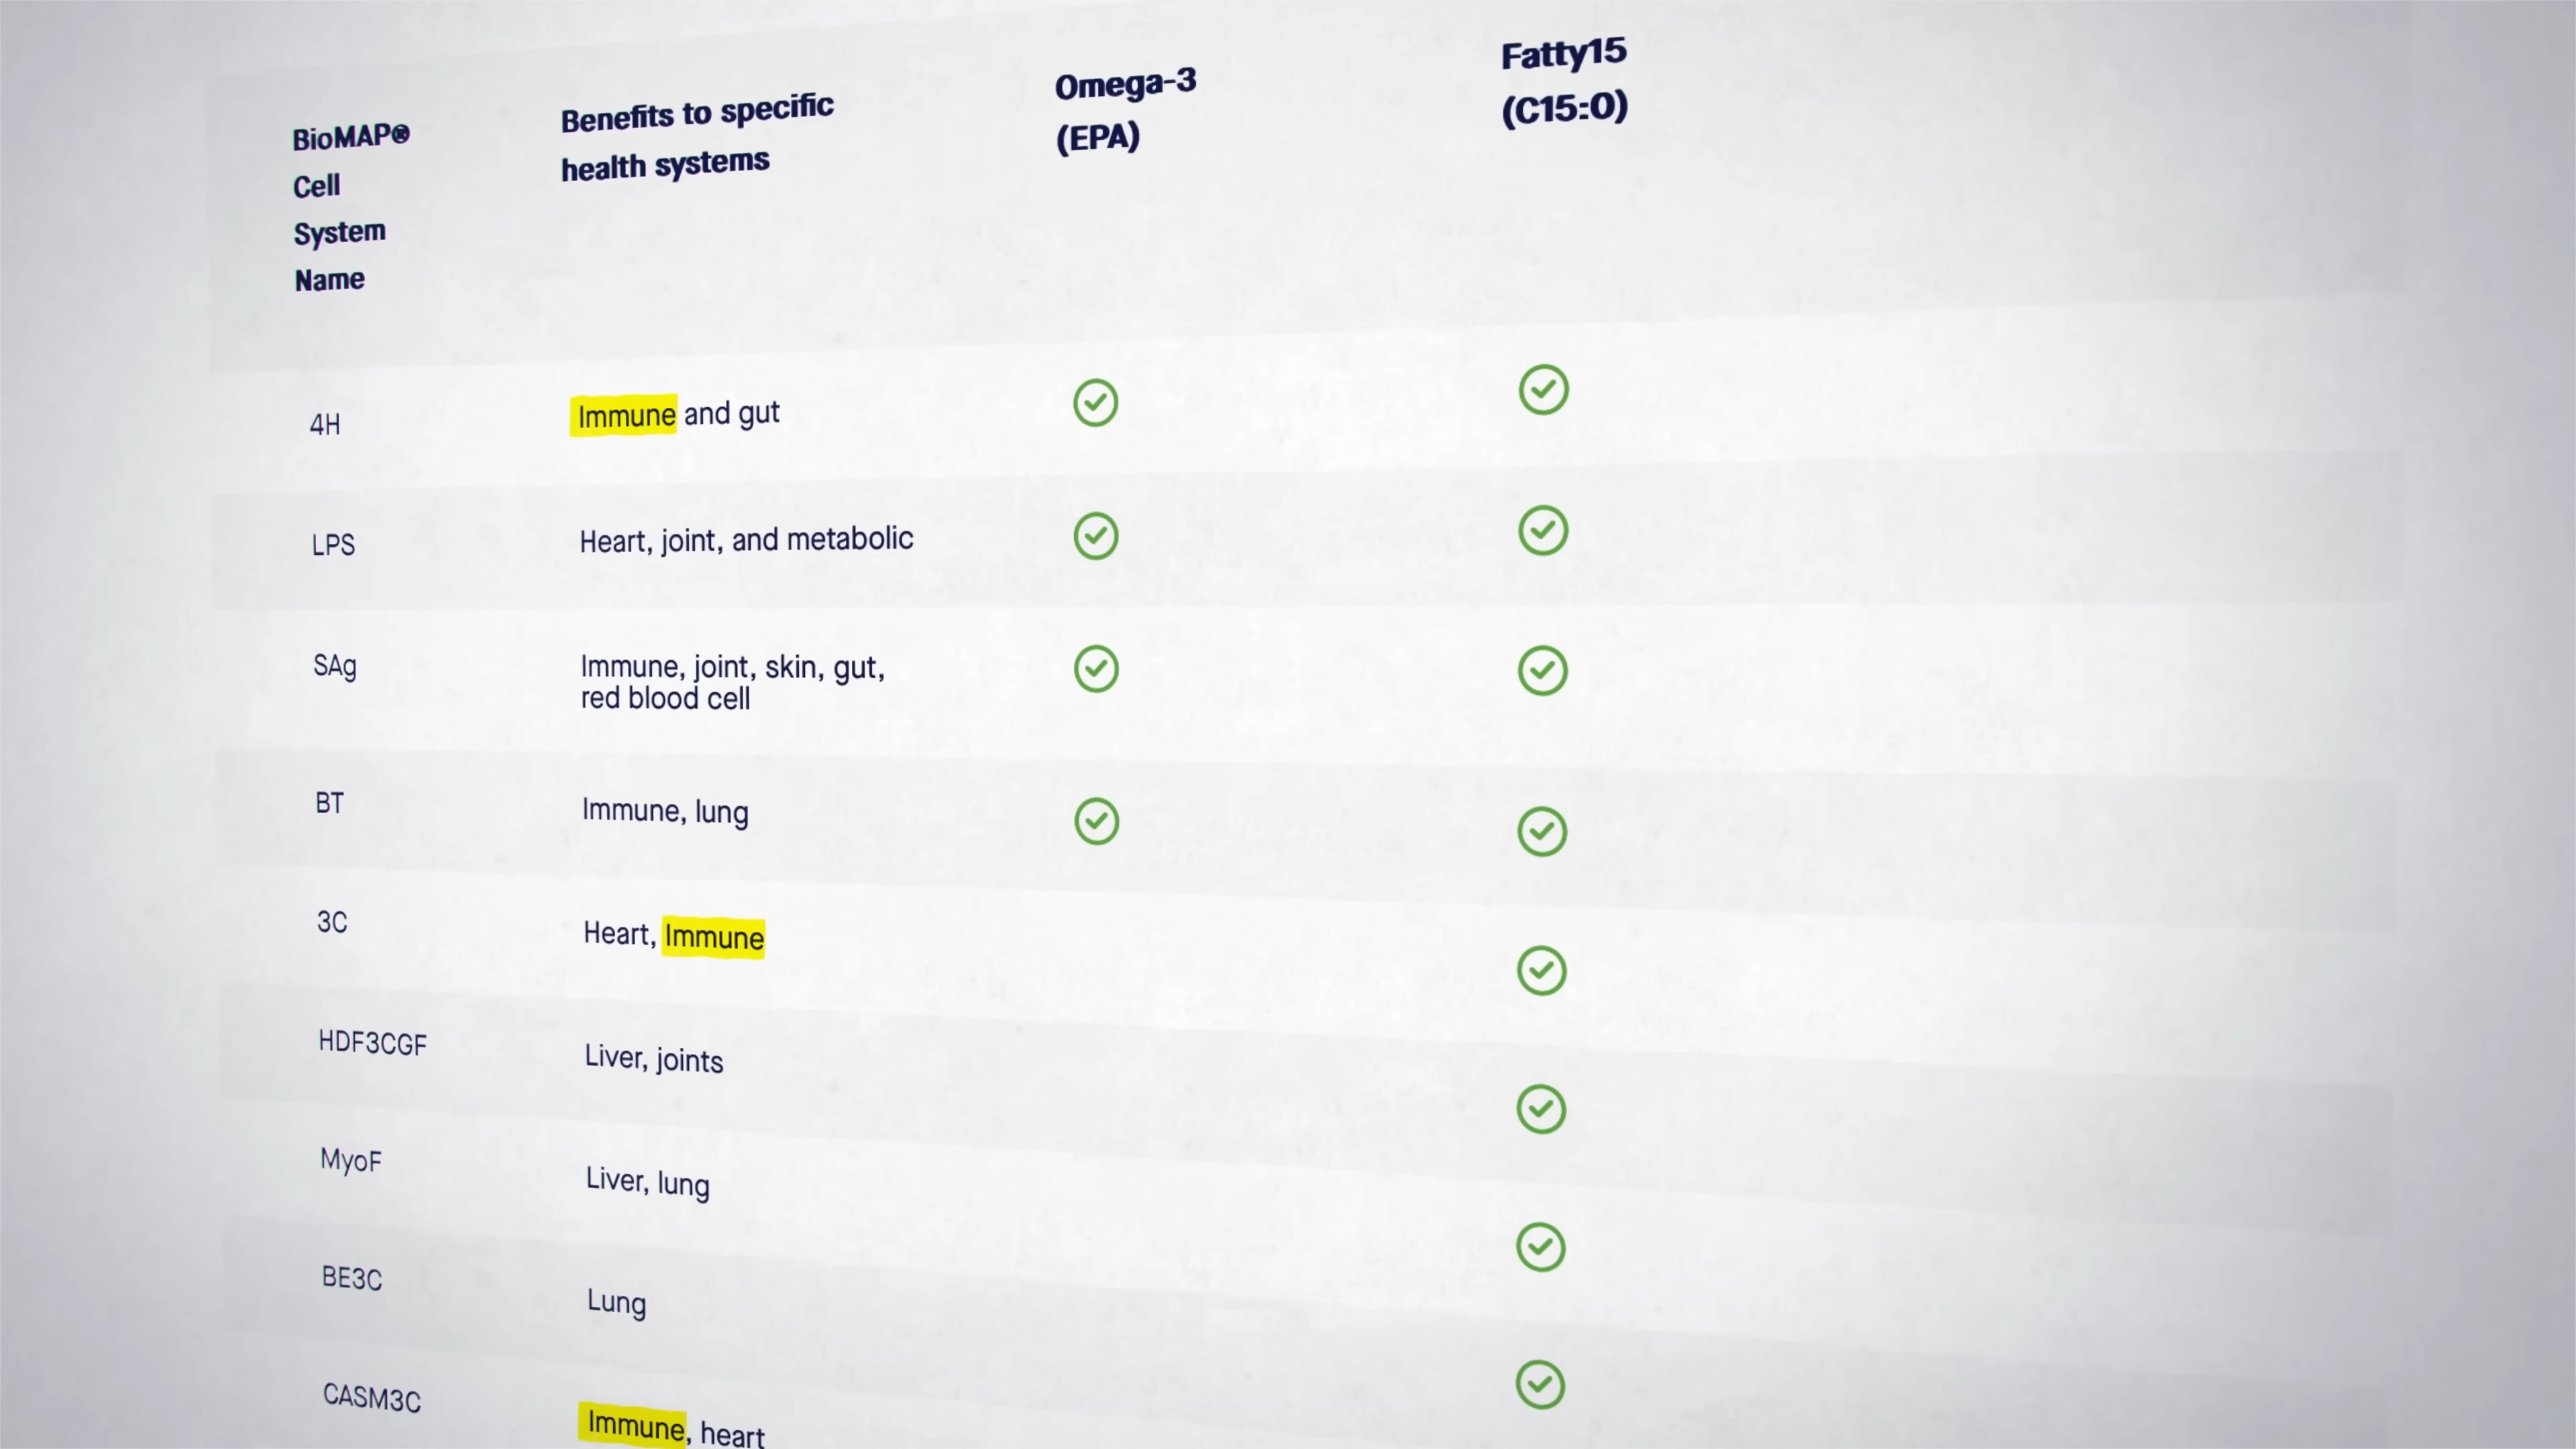 BioMAP®
Cell
System
Name
Benefits to specific
health systems
Omega-3
(EPA)
Fatty15
(C15:0)
4H
Immune and gut
LPS
Heart, joint, and metabolic
SAg
Immune, joint, skin, gut,
red blood cell
BT
Immune, lung
3C
Heart, Immune
HDF3CGF
Liver, joints
MyoF
Liver, lung
BE3C
Lung
CASM3C
Immune, heart